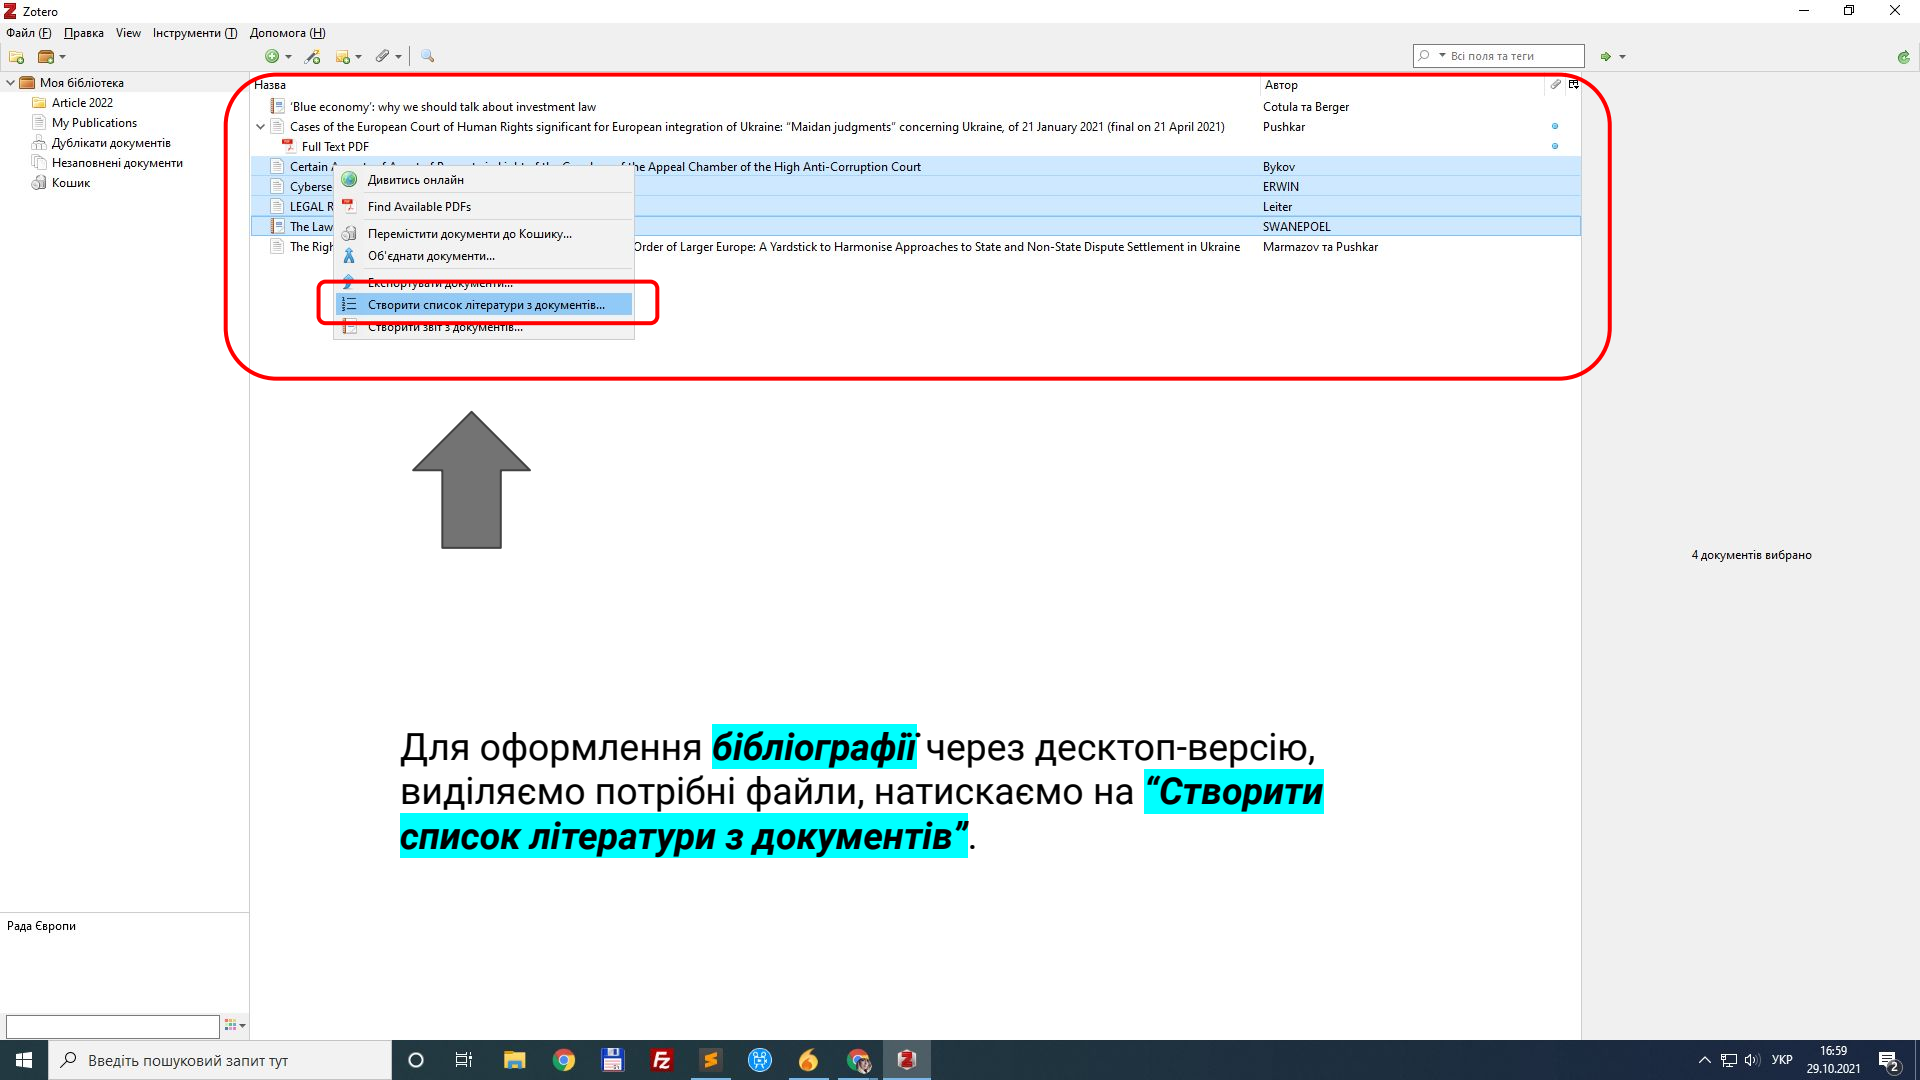 Zotero
Файл (F) Правка View Інструменти (Т) Допомога (Н)
Всі поля та теги
Моя бібліотека
Article 2022
My Publications
Дублікати документів
Незаповнені документи
Кошик
Назва Автор
'Blue economy': why we should talk about investment law Cotula та Berger
Cases of the European Court of Human Rights significant for European integration of Ukraine: “Maidan judgments” concerning Ukraine, of 21 January 2021 (final on 21 April 2021) Pushkar
Full Text PDF
Certain the Appeal Chamber of the High Anti-Corruption Court Bykov
Cyberse ERWIN
LEGAL R Leiter
The Law SWANEPOEL
The Righ Order of Larger Europe: A Yardstick to Harmonise Approaches to State and Non-State Dispute Settlement in Ukraine Marmazov та Pushkar
Дивитись онлайн
Find Available PDFs
Перемістити документи до Кошику...
Об'єднати документи...
Експортувати документи...
Створити список літератури з документів...
Створити звіт з документів...
4 документів вибрано
Для оформлення бібліографії через десктоп-версію,
виділяємо потрібні файли, натискаємо на “Створити
список літератури з документів”.
Рада Європи
Введіть пошуковий запит тут
УКР
16:59
29.10.2021
2